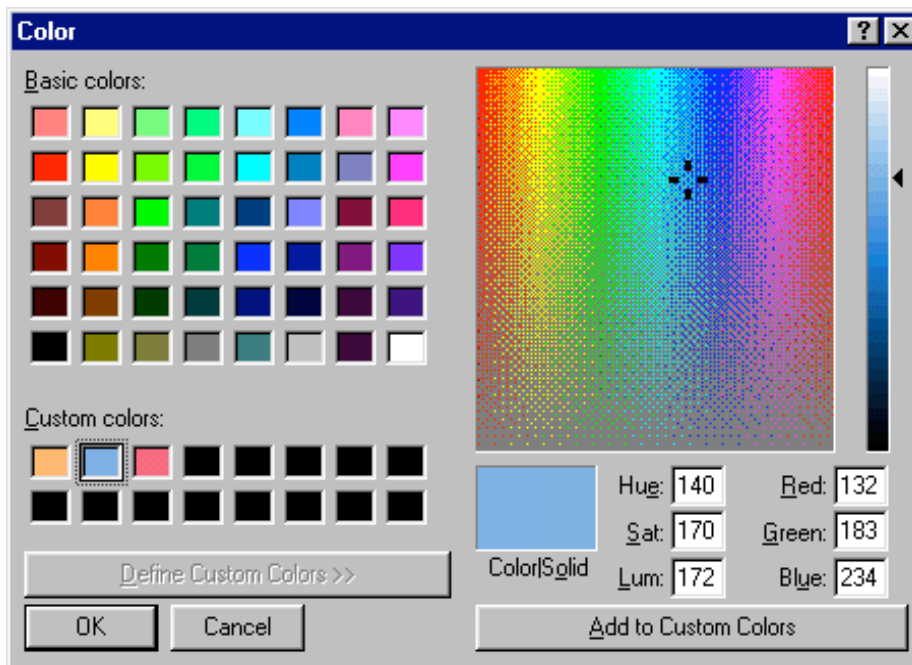 Color
Basic colors:
Custom colors:
Define Custom Colors >>
OK Cancel
Color|Solid
Hue: 140 Red: 132
Sat: 170 Green: 183
Lum: 172 Blue: 234
Add to Custom Colors